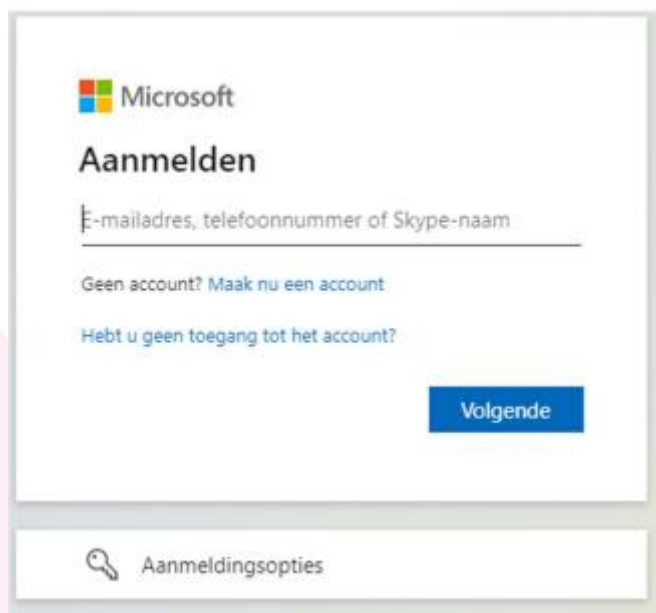 Microsoft
Aanmelden
E-mailadres, telefoonnummer of Skype-naam
Geen account? Maak nu een account
Hebt u geen toegang tot het account?
Volgende
Aanmeldingsopties